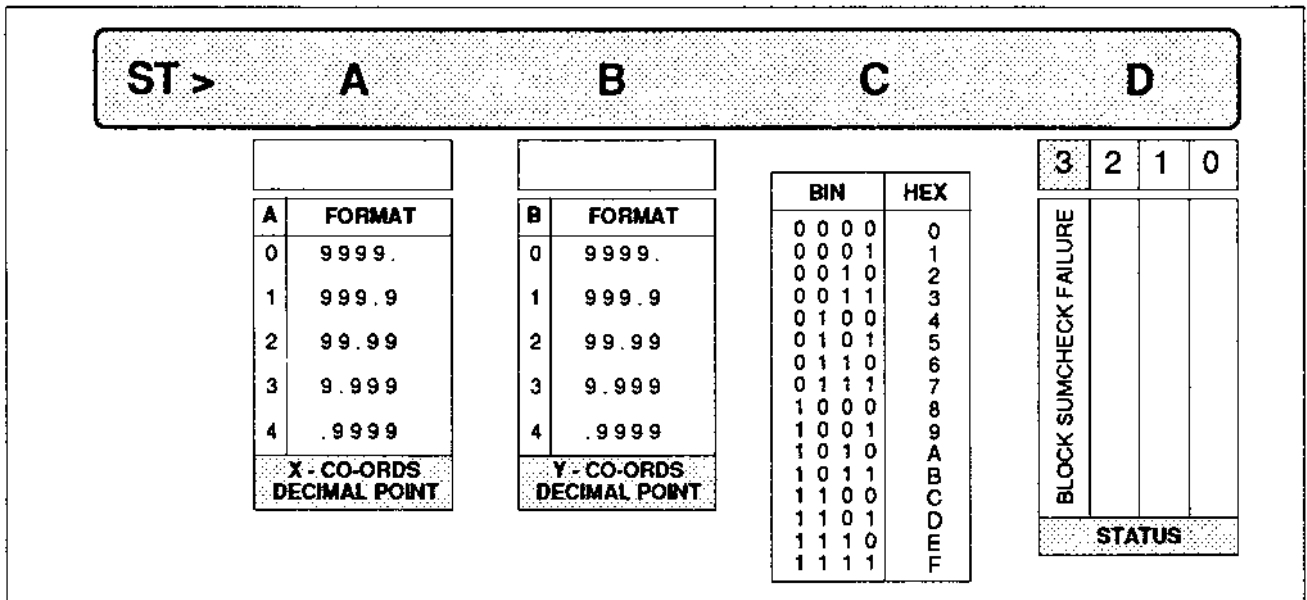 ST > A B C D
3 2 1 0
A FORMAT
0 9999.
1 999.9
2 99.99
3 9.999
4 .9999
X - CO-ORDS
DECIMAL POINT
B FORMAT
0 9999.
1 999.9
2 99.99
3 9.999
4 .9999
Y - CO-ORDS
DECIMAL POINT
BIN HEX
0 0 0 0 0
0 0 0 1 1
0 0 1 0 2
0 0 1 1 3
0 1 0 0 4
0 1 0 1 5
0 1 1 0 6
0 1 1 1 7
1 0 0 0 8
1 0 0 1 9
1 0 1 0 A
1 0 1 1 B
1 1 0 0 C
1 1 0 1 D
1 1 1 0 E
1 1 1 1 F
BLOCK SUMCHECK FAILURE
STATUS